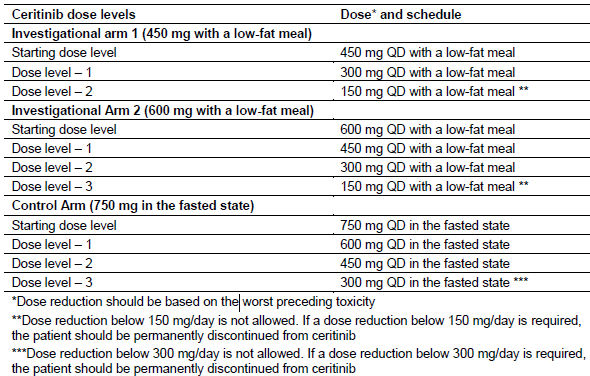 Ceritinib dose levels Dose* and schedule
Investigational arm 1 (450 mg with a low-fat meal)
Starting dose level 450 mg QD with a low-fat meal
Dose level – 1 300 mg QD with a low-fat meal
Dose level – 2 150 mg QD with a low-fat meal **
Investigational Arm 2 (600 mg with a low-fat meal)
Starting dose level 600 mg QD with a low-fat meal
Dose level – 1 450 mg QD with a low-fat meal
Dose level – 2 300 mg QD with a low-fat meal
Dose level – 3 150 mg QD with a low-fat meal **
Control Arm (750 mg in the fasted state)
Starting dose level 750 mg QD in the fasted state
Dose level – 1 600 mg QD in the fasted state
Dose level – 2 450 mg QD in the fasted state
Dose level – 3 300 mg QD in the fasted state ***
*Dose reduction should be based on the worst preceding toxicity
**Dose reduction below 150 mg/day is not allowed. If a dose reduction below 150 mg/day is required,
the patient should be permanently discontinued from ceritinib
***Dose reduction below 300 mg/day is not allowed. If a dose reduction below 300 mg/day is required,
the patient should be permanently discontinued from ceritinib